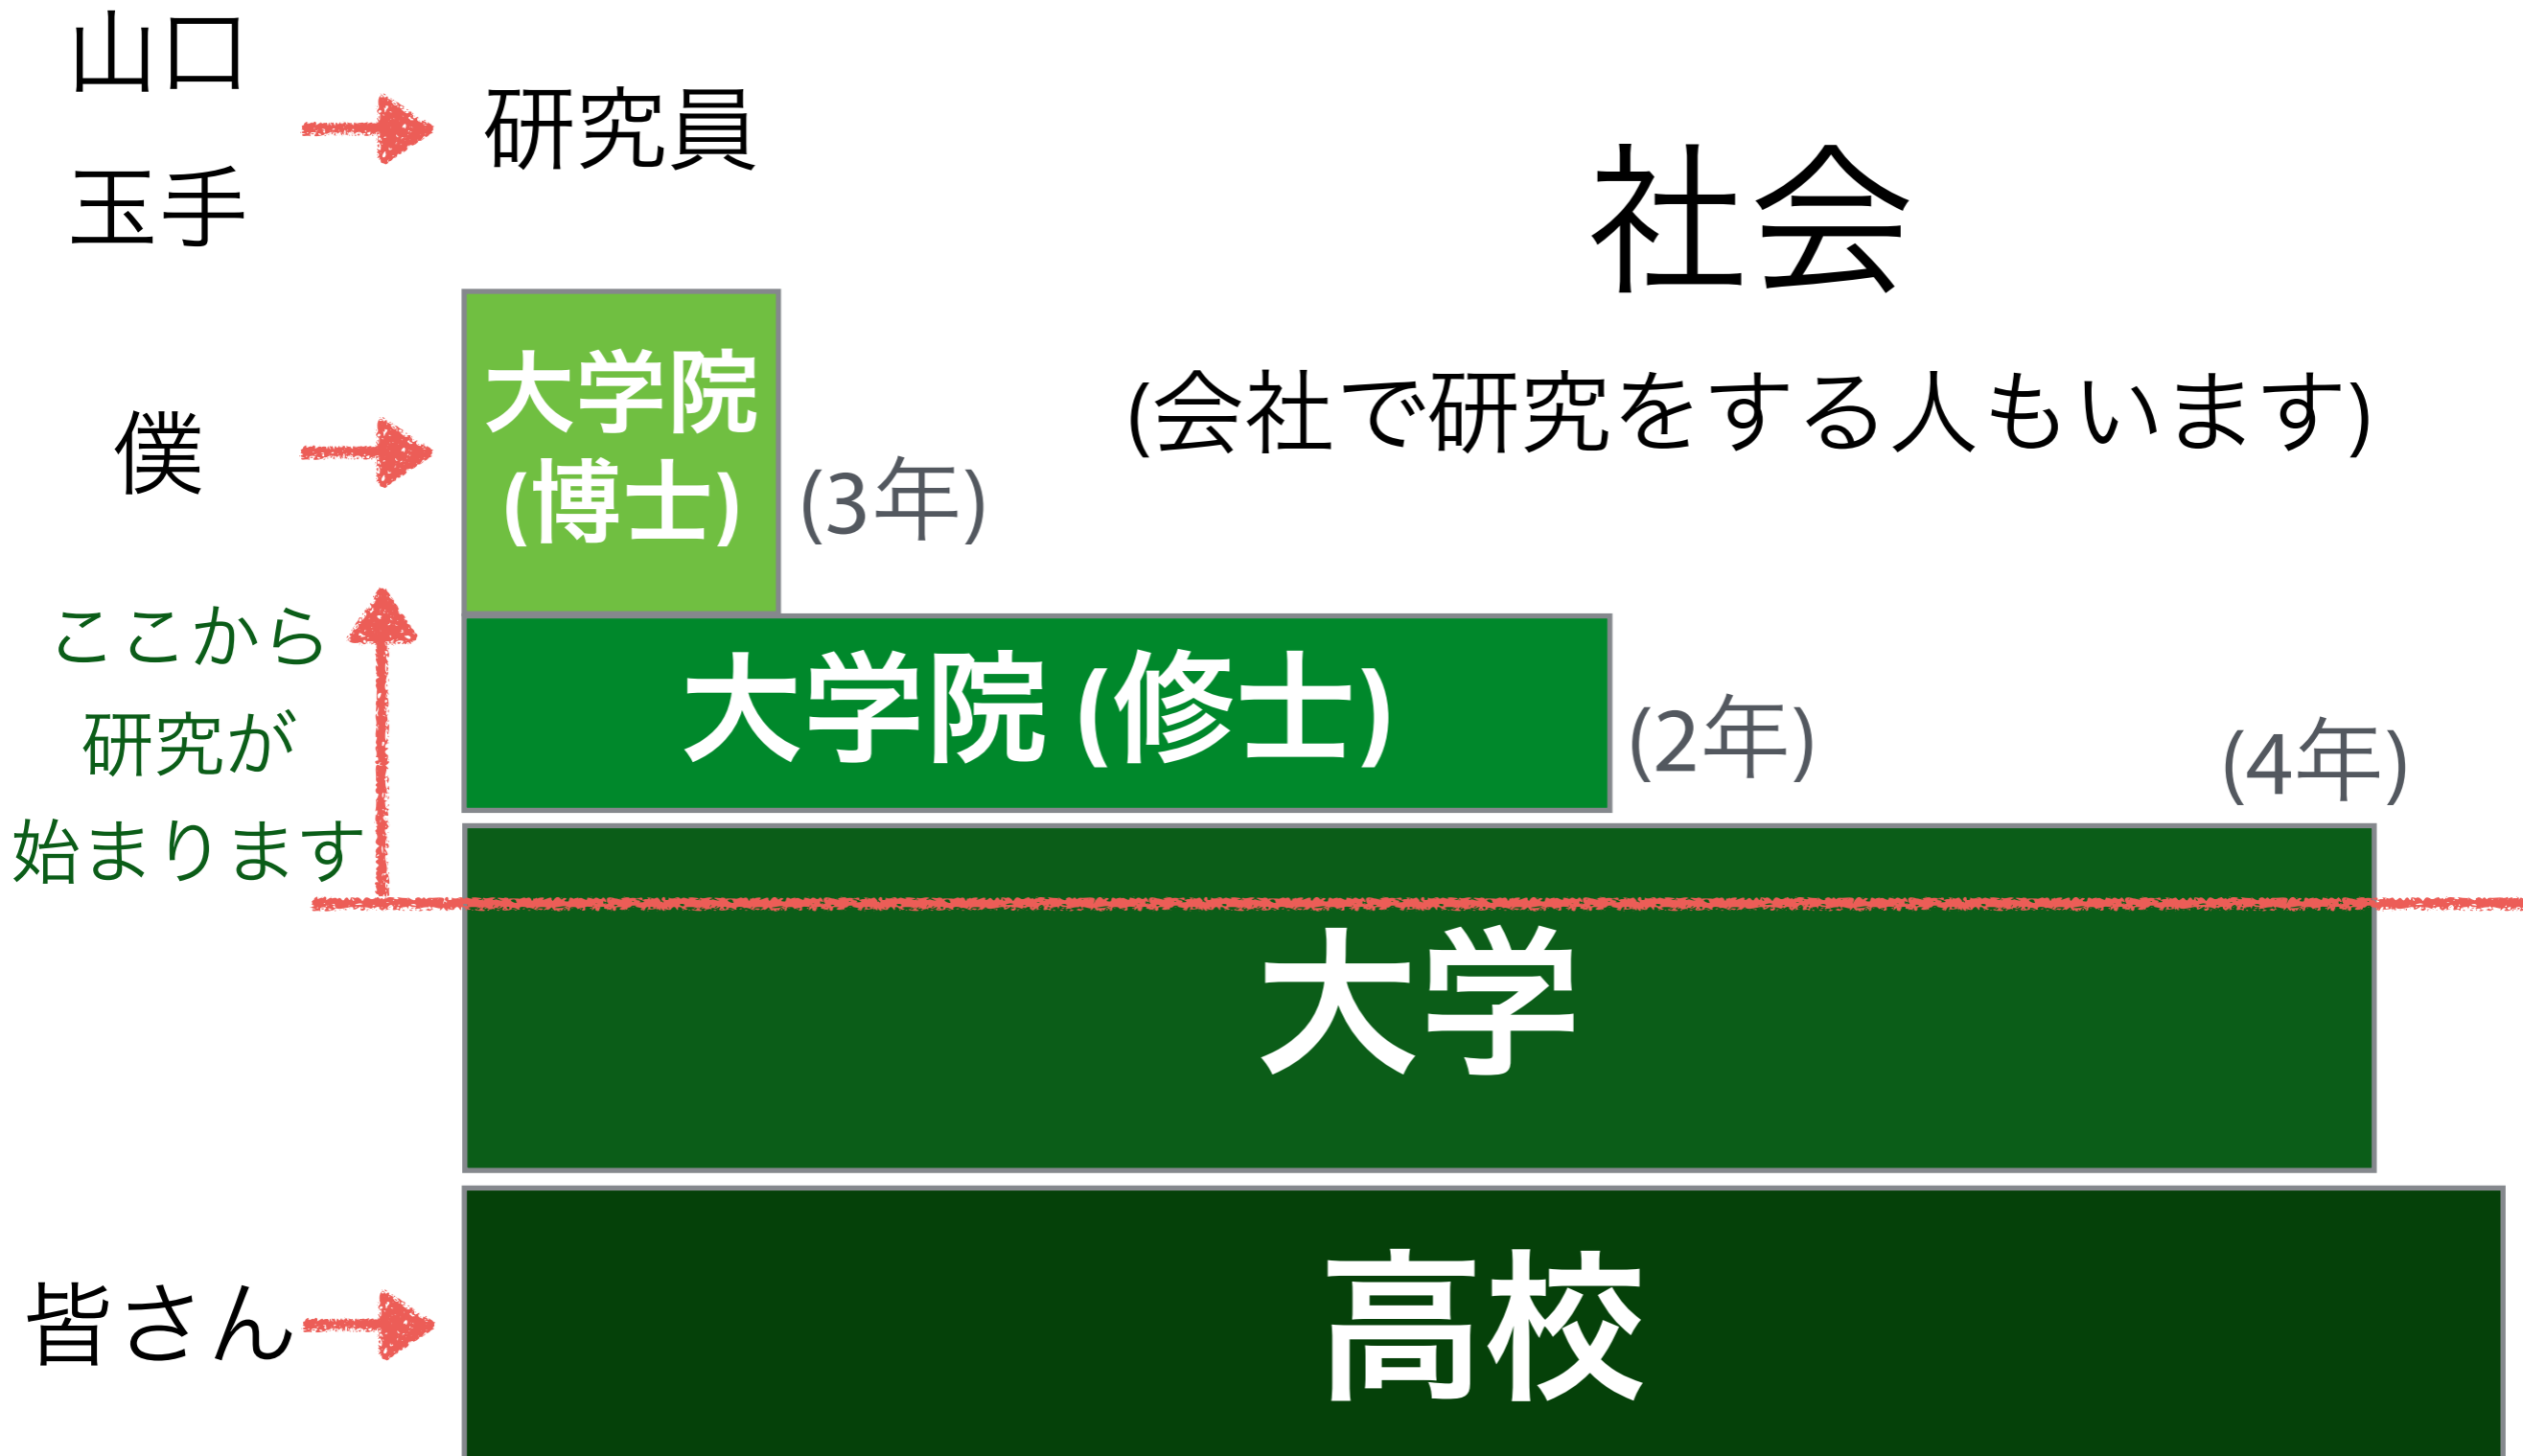 山口
玉手
研究員
社会
(会社で研究をする人もいます)
僕
大学院
(博士)
(3年)
ここから
研究が
始まります
大学院 (修士)
(2年)
(4年)
大学
皆さん
高校